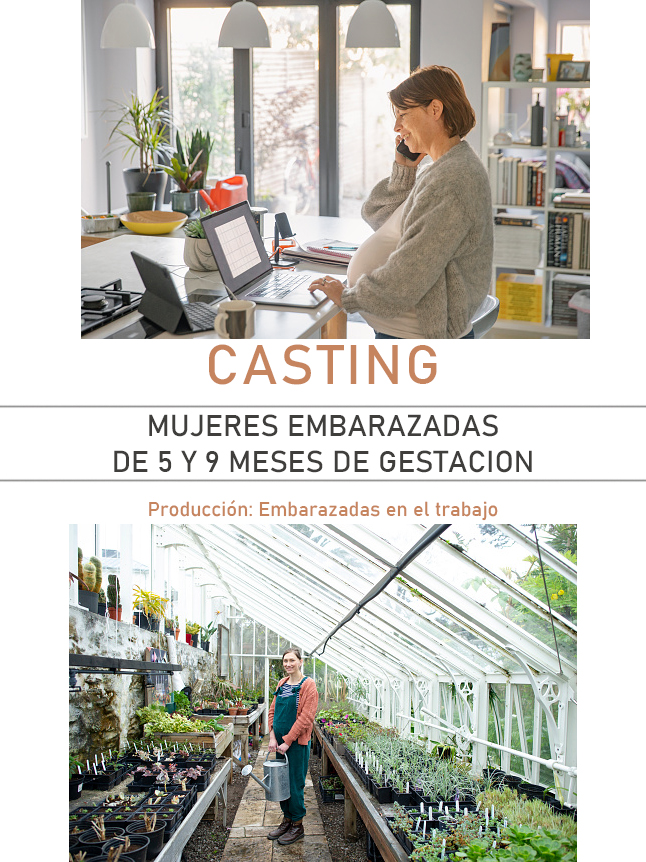 CASTING
MUJERES EMBARAZADAS
DE 5 Y 9 MESES DE GESTACION
Producción: Embarazadas en el trabajo